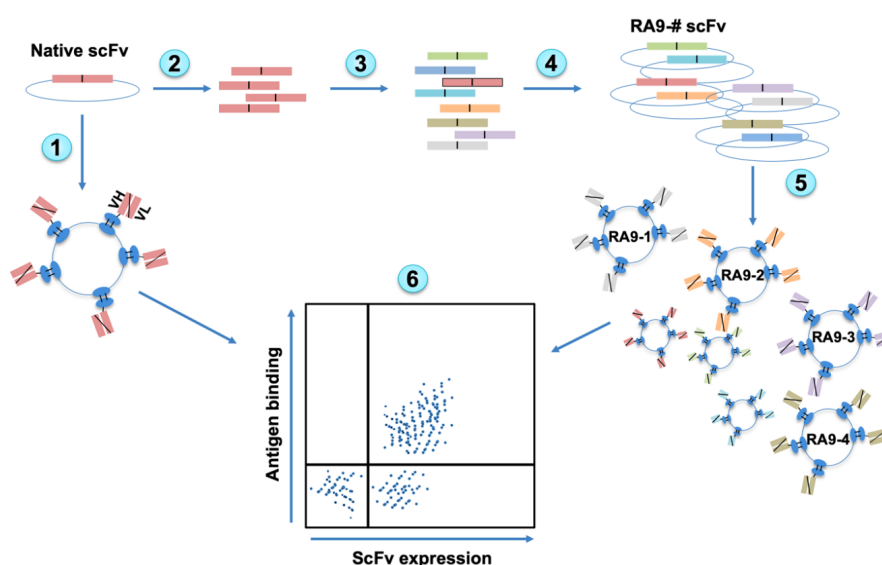 Native scFv
RA9-# scFv
2
3
4
1
VH
VL
5
RA9-1
RA9-2
RA9-3
RA9-4
6
Antigen binding
ScFv expression